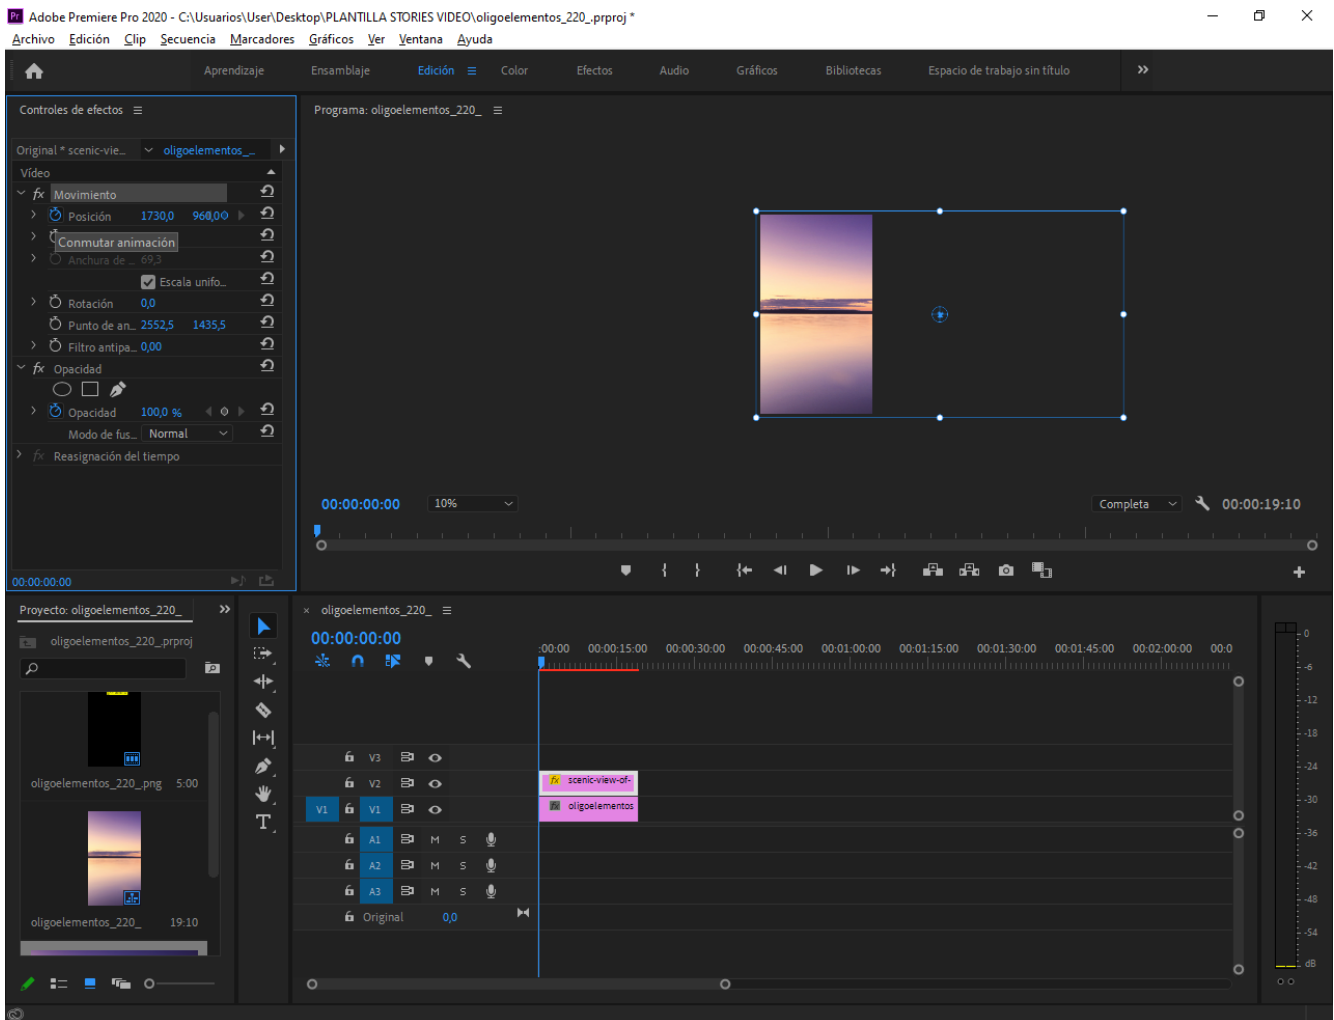 Pr Adobe Premiere Pro 2020 - C:\Usuarios\User\Desktop\PLANTILLA STORIES VIDEO\oligoelementos_220_.prproj *
Archivo Edición Clip Secuencia Marcadores Gráficos Ver Ventana Ayuda
Aprendizaje Ensamblaje Edición Color Efectos Audio Gráficos Bibliotecas Espacio de trabajo sin título
Controles de efectos
Programa: oligoelementos_220_
Original * scenic-vie... oligoelementos_...
Vídeo
fx Movimiento
Posición 1730,0 960,0
Conmutar animación
Anchura de ... 69,3
Escala unifo...
Rotación 0,0
Punto de an... 2552,5 1435,5
Filtro antipa... 0,00
fx Opacidad
Opacidad 100,0 %
Modo de fus... Normal
fx Reasignación del tiempo
00:00:00:00 10% Completa 00:00:19:10
00:00:00:00
Proyecto: oligoelementos_220_
oligoelementos_220_.prproj
oligoelementos_220_.png 5:00
oligoelementos_220_ 19:10
T
× oligoelementos_220_
00:00:00:00
:00:00 00:00:15:00 00:00:30:00 00:00:45:00 00:01:00:00 00:01:15:00 00:01:30:00 00:01:45:00 00:02:00:00 00:0
V3
V2 fx scenic-view-of-
V1 V1 fx oligoelementos
A1 M S
A2 M S
A3 M S
Original 0,0
0
-6
-12
-18
-24
-30
-36
-42
-48
-54
dB